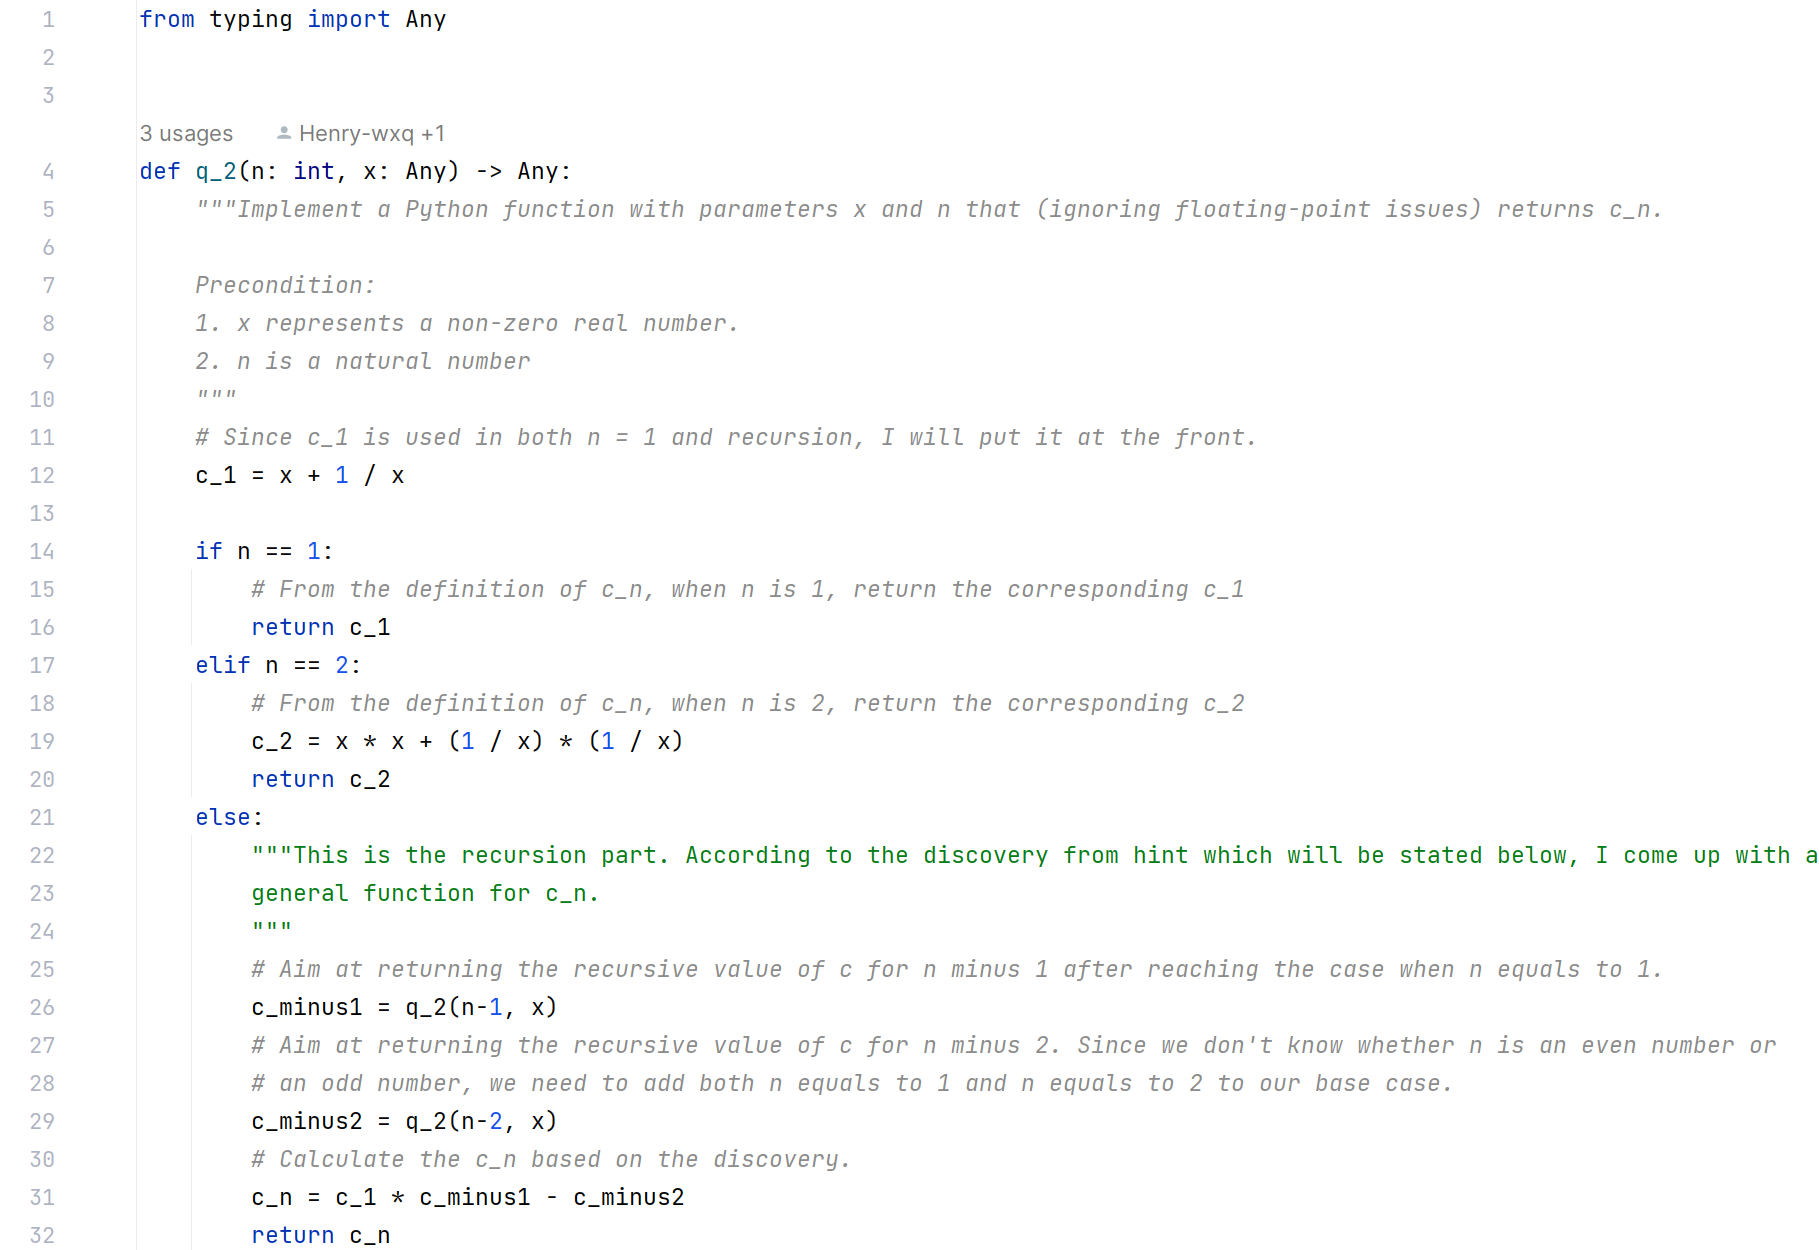 1 from typing import Any
2
3
3 usages Henry-wxq +1
4 def q_2(n: int, x: Any) -> Any:
5 """Implement a Python function with parameters x and n that (ignoring floating-point issues) returns c_n.
6
7 Precondition:
8 1. x represents a non-zero real number.
9 2. n is a natural number
10 """
11 # Since c_1 is used in both n = 1 and recursion, I will put it at the front.
12 c_1 = x + 1 / x
13
14 if n == 1:
15 # From the definition of c_n, when n is 1, return the corresponding c_1
16 return c_1
17 elif n == 2:
18 # From the definition of c_n, when n is 2, return the corresponding c_2
19 c_2 = x * x + (1 / x) * (1 / x)
20 return c_2
21 else:
22 """This is the recursion part. According to the discovery from hint which will be stated below, I come up with a
23 general function for c_n.
24 """
25 # Aim at returning the recursive value of c for n minus 1 after reaching the case when n equals to 1.
26 c_minus1 = q_2(n-1, x)
27 # Aim at returning the recursive value of c for n minus 2. Since we don't know whether n is an even number or
28 # an odd number, we need to add both n equals to 1 and n equals to 2 to our base case.
29 c_minus2 = q_2(n-2, x)
30 # Calculate the c_n based on the discovery.
31 c_n = c_1 * c_minus1 - c_minus2
32 return c_n